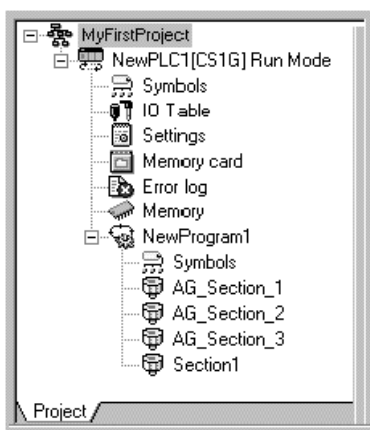 MyFirstProject
NewPLC1[CS1G] Run Mode
Symbols
IO Table
Settings
Memory card
Error log
Memory
NewProgram1
Symbols
AG_Section_1
AG_Section_2
AG_Section_3
Section1
Project